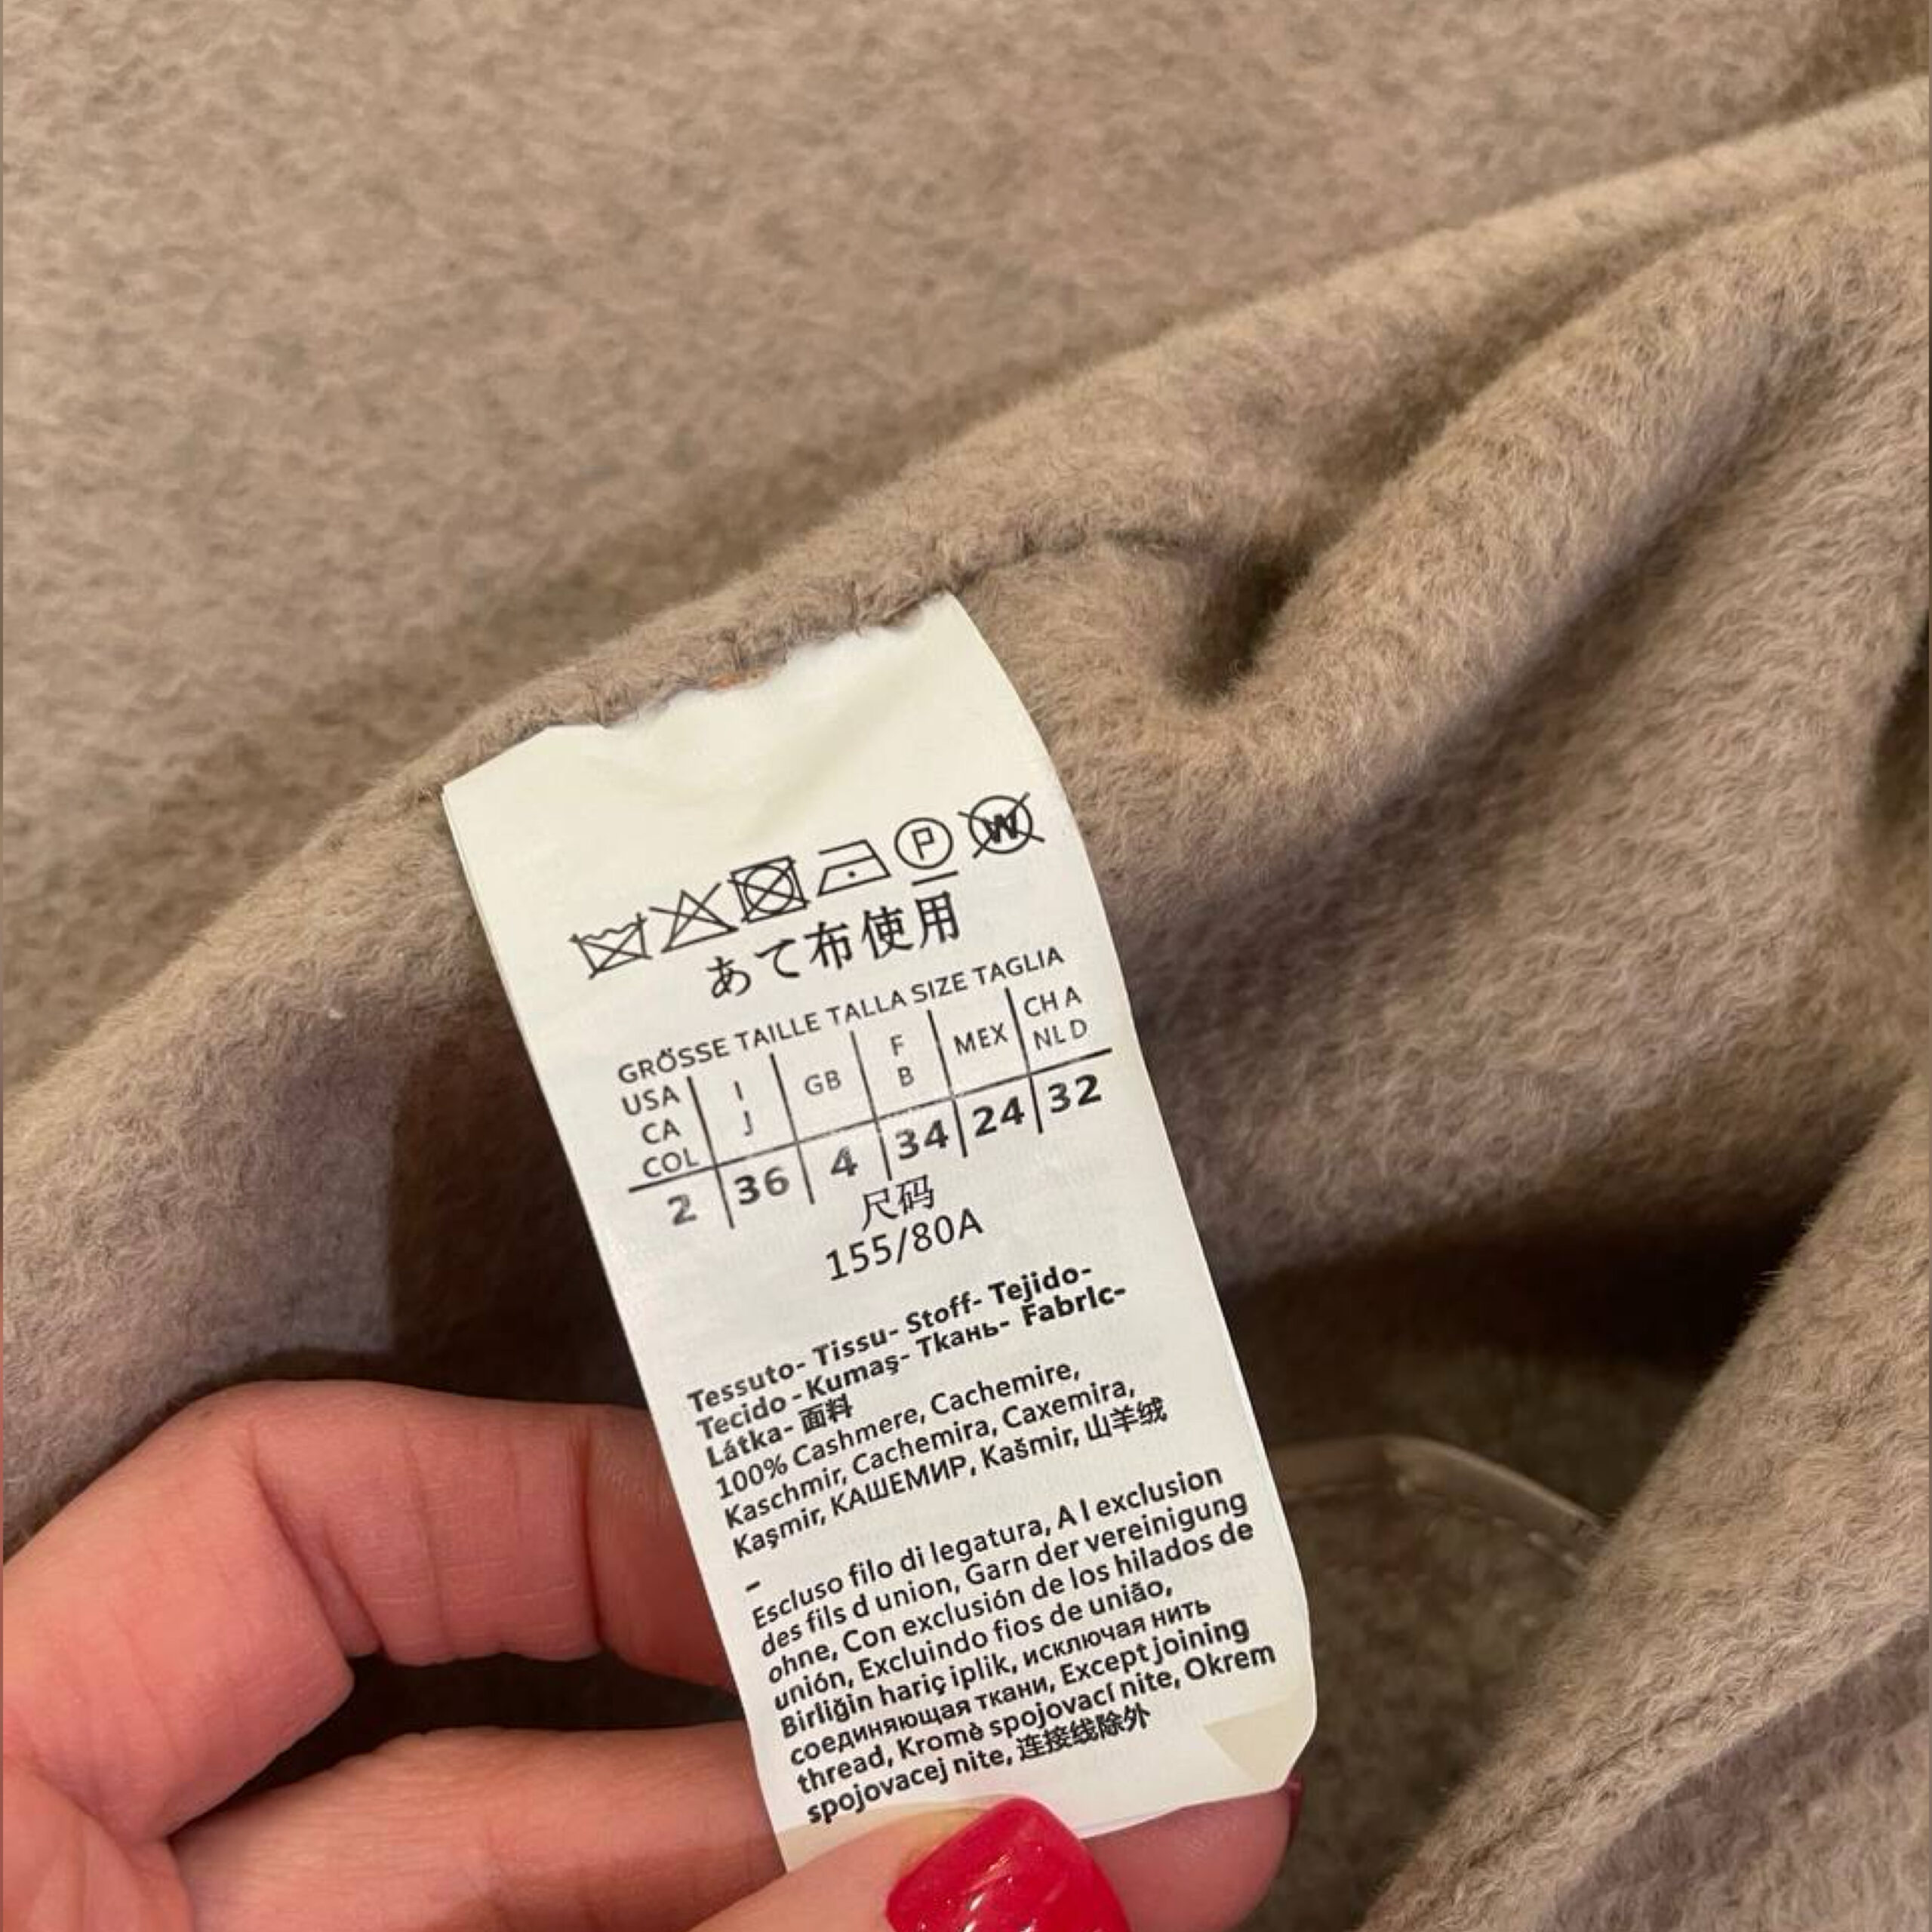 P W
あて布使用
GRÖSSE TAILLE TALLA SIZE TAGLIA
USA CA COL | I J | GB | F B | MEX | CH A NL D
2 | 36 | 4 | 34 | 24 | 32
尺码
155/80A
Tessuto- Tissu- Stoff- Tejido-
Tecido - Kumaş- Ткань- FabrIc-
Látka- 面料
100% Cashmere, Cachemire,
Kaschmir, Cachemira, Caxemira,
Kaşmir, КАШЕМИР, Kašmir, 山羊绒
-
Escluso filo di legatura, A l exclusion
des fils d union, Garn der vereinigung
ohne, Con exclusión de los hilados de
unión, Excluindo fios de união,
Birliğin hariç iplik, исключая нить
соединяющая ткани, Except joining
thread, Kromè spojovací nite, Okrem
spojovacej nite, 连接线除外